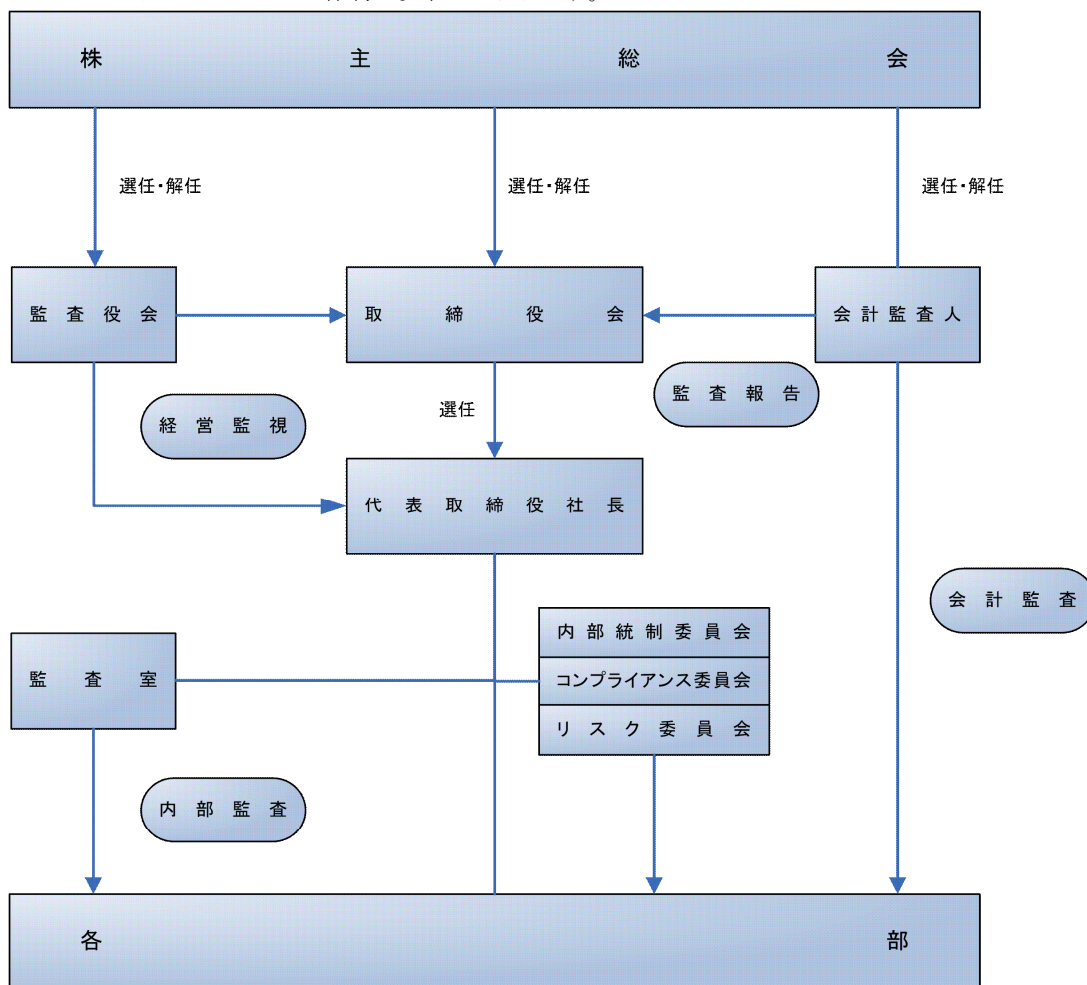 株主総会
選任・解任
選任・解任
選任・解任
監査役会
取締役会
会計監査人
監査報告
経営監視
選任
代表取締役社長
会計監査
内部統制委員会
監査室
コンプライアンス委員会
リスク委員会
内部監査
各部